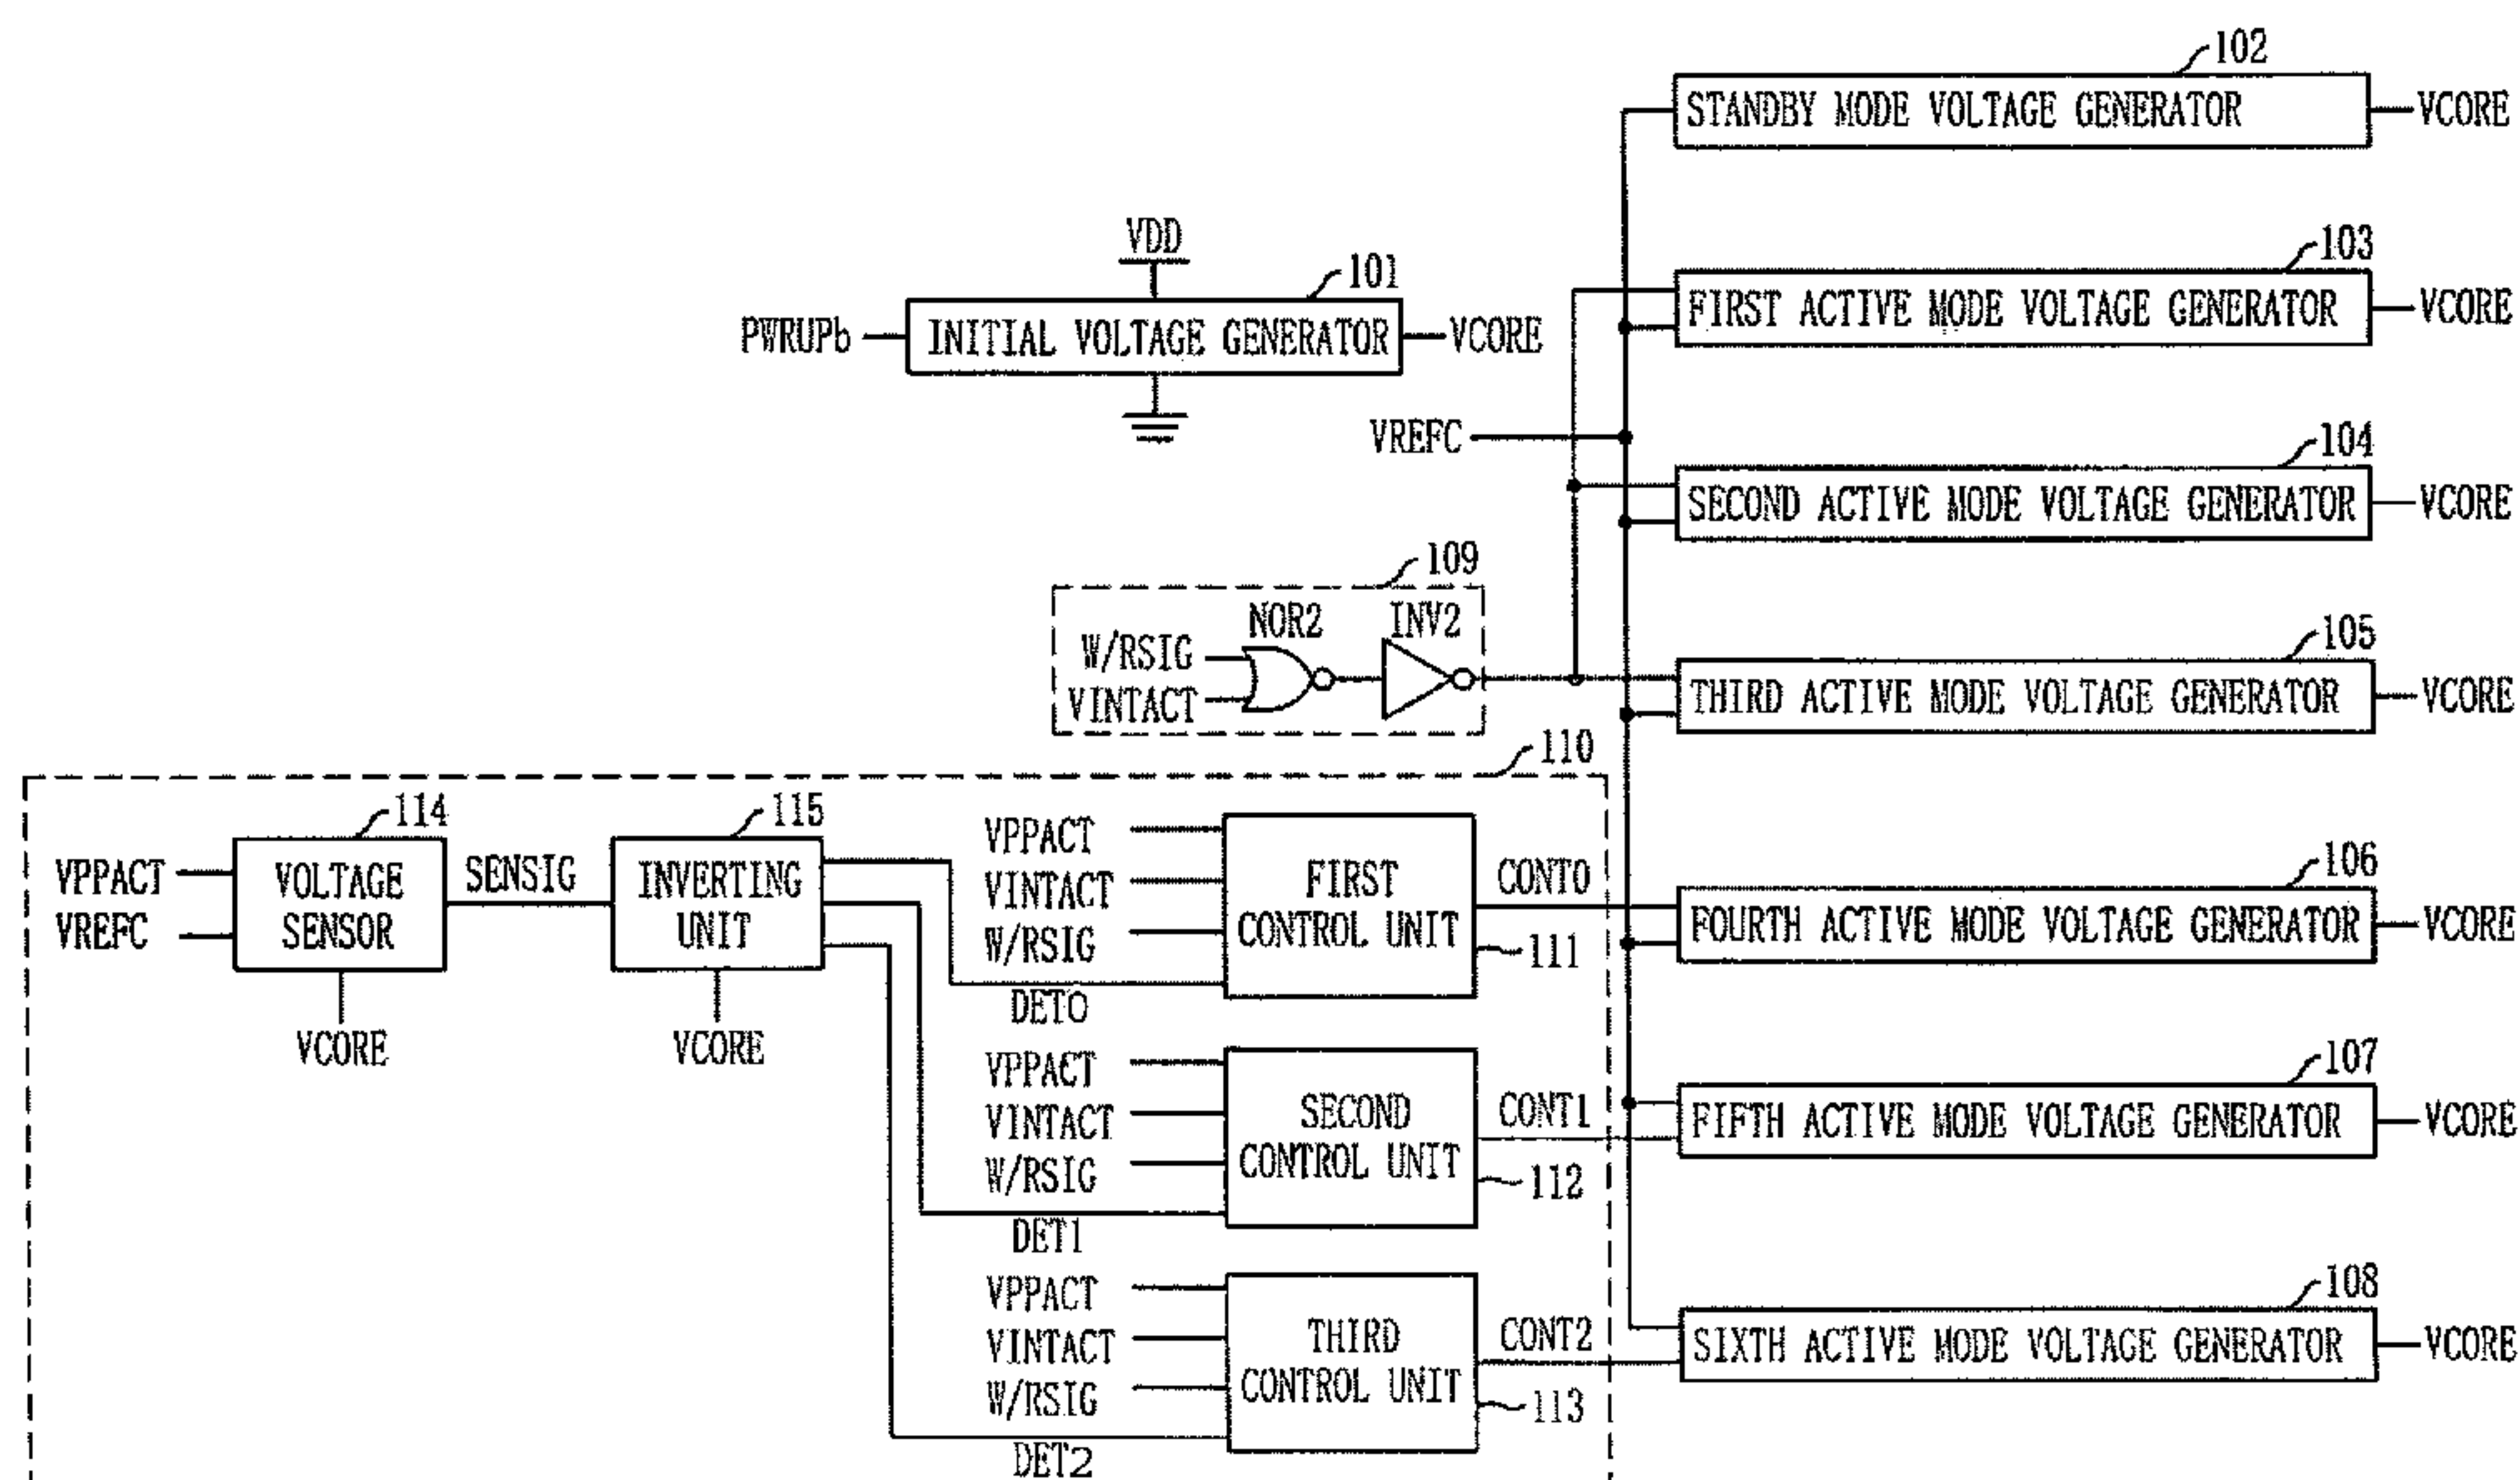 102
STANDBY MODE VOLTAGE GENERATOR
VCORE
103
FIRST ACTIVE MODE VOLTAGE GENERATOR
VCORE
VDD
101
PWRUPb
INITIAL VOLTAGE GENERATOR
VCORE
VREFC
104
SECOND ACTIVE MODE VOLTAGE GENERATOR
VCORE
109
NOR2
INV2
W/RSIG
VINTACT
105
THIRD ACTIVE MODE VOLTAGE GENERATOR
VCORE
110
114
VPPACT
VREFC
VOLTAGE
SENSOR
VCORE
SENSIG
115
INVERTING
UNIT
VCORE
VPPACT
VINTACT
W/RSIG
DET0
FIRST
CONTROL UNIT
111
CONT0
106
FOURTH ACTIVE MODE VOLTAGE GENERATOR
VCORE
VPPACT
VINTACT
W/RSIG
DET1
SECOND
CONTROL UNIT
112
CONT1
107
FIFTH ACTIVE MODE VOLTAGE GENERATOR
VCORE
VPPACT
VINTACT
W/RSIG
DET2
THIRD
CONTROL UNIT
113
CONT2
108
SIXTH ACTIVE MODE VOLTAGE GENERATOR
VCORE